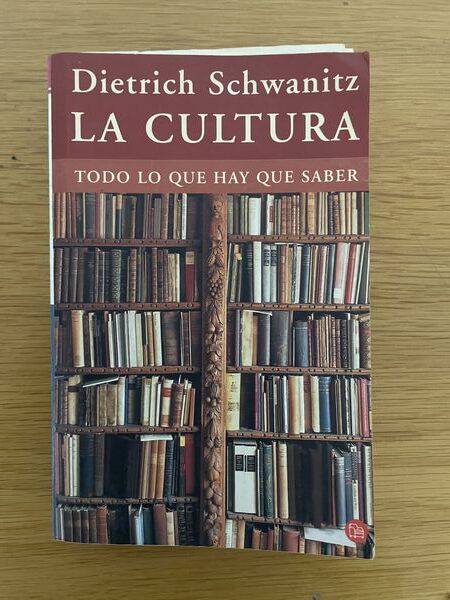 Dietrich Schwanitz
LA CULTURA
TODO LO QUE HAY QUE SABER